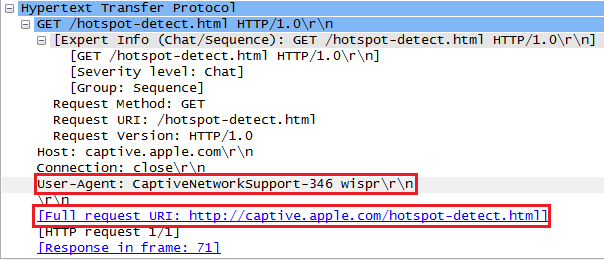 Hypertext Transfer Protocol
GET /hotspot-detect.html HTTP/1.0\r\n
[Expert Info (Chat/Sequence): GET /hotspot-detect.html HTTP/1.0\r\n]
[GET /hotspot-detect.html HTTP/1.0\r\n]
[Severity level: Chat]
[Group: Sequence]
Request Method: GET
Request URI: /hotspot-detect.html
Request Version: HTTP/1.0
Host: captive.apple.com\r\n
Connection: close\r\n
User-Agent: CaptiveNetworkSupport-346 wispr\r\n
\r\n
[Full request URI: http://captive.apple.com/hotspot-detect.html]
[HTTP request 1/1]
[Response in frame: 71]